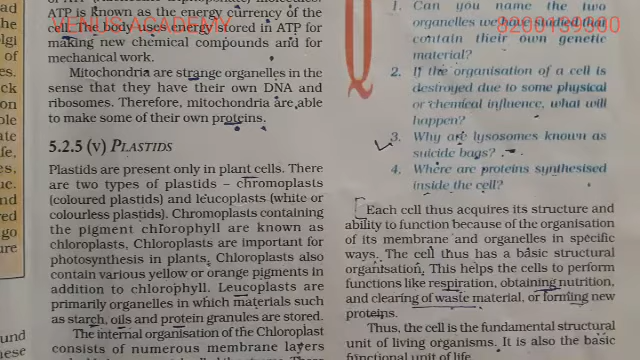 ATP is known as the energy currency of the
cell. The body uses energy stored in ATP for
making new chemical compounds and for
mechanical work.
Mitochondria are strange organelles in the
sense that they have their own DNA and
ribosomes. Therefore, mitochondria are able
to make some of their own proteins.
5.2.5 (v) PLASTIDS
Plastids are present only in plant cells. There
are two types of plastids – chromoplasts
(coloured plastids) and leucoplasts (white or
colourless plastids). Chromoplasts containing
the pigment chlorophyll are known as
chloroplasts. Chloroplasts are important for
photosynthesis in plants. Chloroplasts also
contain various yellow or orange pigments in
addition to chlorophyll. Leucoplasts are
primarily organelles in which materials such
as starch, oils and protein granules are stored.
The internal organisation of the Chloroplast
consists of numerous membrane layers
VENUS ACADEMY
8200139300
Q
1. Can you name the two
organelles we have studied that
contain their own genetic
material?
2. If the organisation of a cell is
destroyed due to some physical
or chemical influence, what will
happen?
3. Why are lysosomes known as
suicide bags?
4. Where are proteins synthesised
inside the cell?
Each cell thus acquires its structure and
ability to function because of the organisation
of its membrane and organelles in specific
ways. The cell thus has a basic structural
organisation. This helps the cells to perform
functions like respiration, obtaining nutrition,
and clearing of waste material, or forming new
proteins.
Thus, the cell is the fundamental structural
unit of living organisms. It is also the basic
functional unit of life.